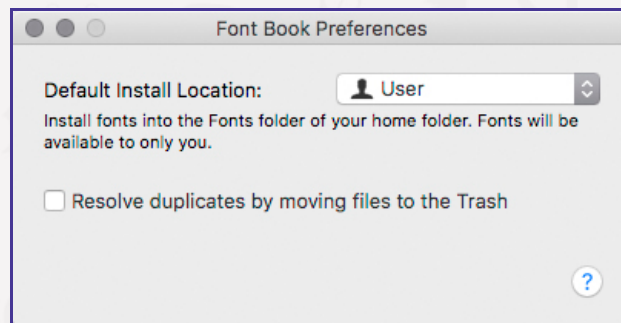 Font Book Preferences
Default Install Location: User
Install fonts into the Fonts folder of your home folder. Fonts will be
available to only you.
Resolve duplicates by moving files to the Trash
?